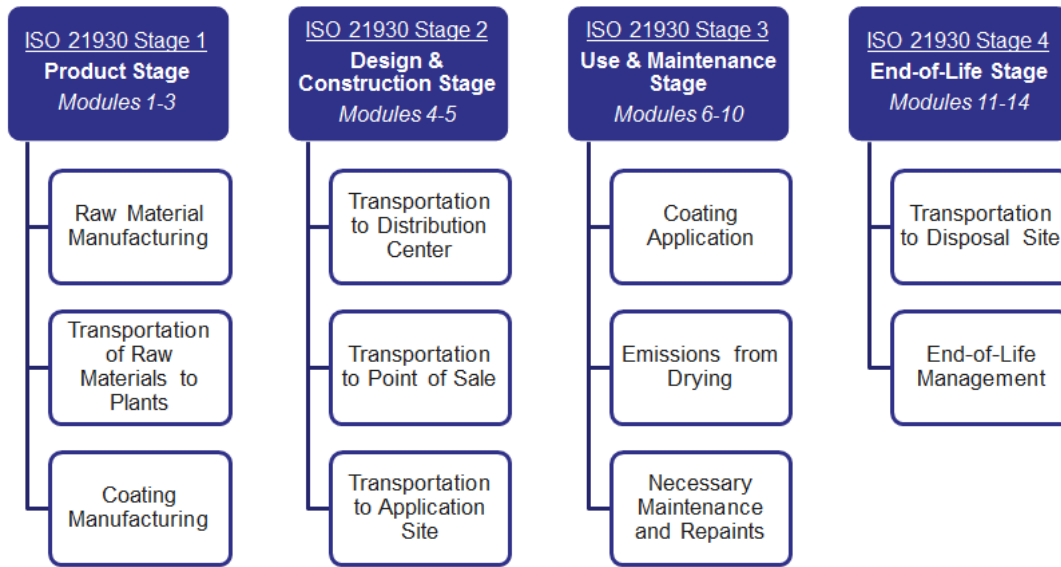 ISO 21930 Stage 1
Product Stage
Modules 1-3
Raw Material
Manufacturing
Transportation
of Raw
Materials to
Plants
Coating
Manufacturing
ISO 21930 Stage 2
Design &
Construction Stage
Modules 4-5
Transportation
to Distribution
Center
Transportation
to Point of Sale
Transportation
to Application
Site
ISO 21930 Stage 3
Use & Maintenance
Stage
Modules 6-10
Coating
Application
Emissions from
Drying
Necessary
Maintenance
and Repaints
ISO 21930 Stage 4
End-of-Life Stage
Modules 11-14
Transportation
to Disposal Site
End-of-Life
Management